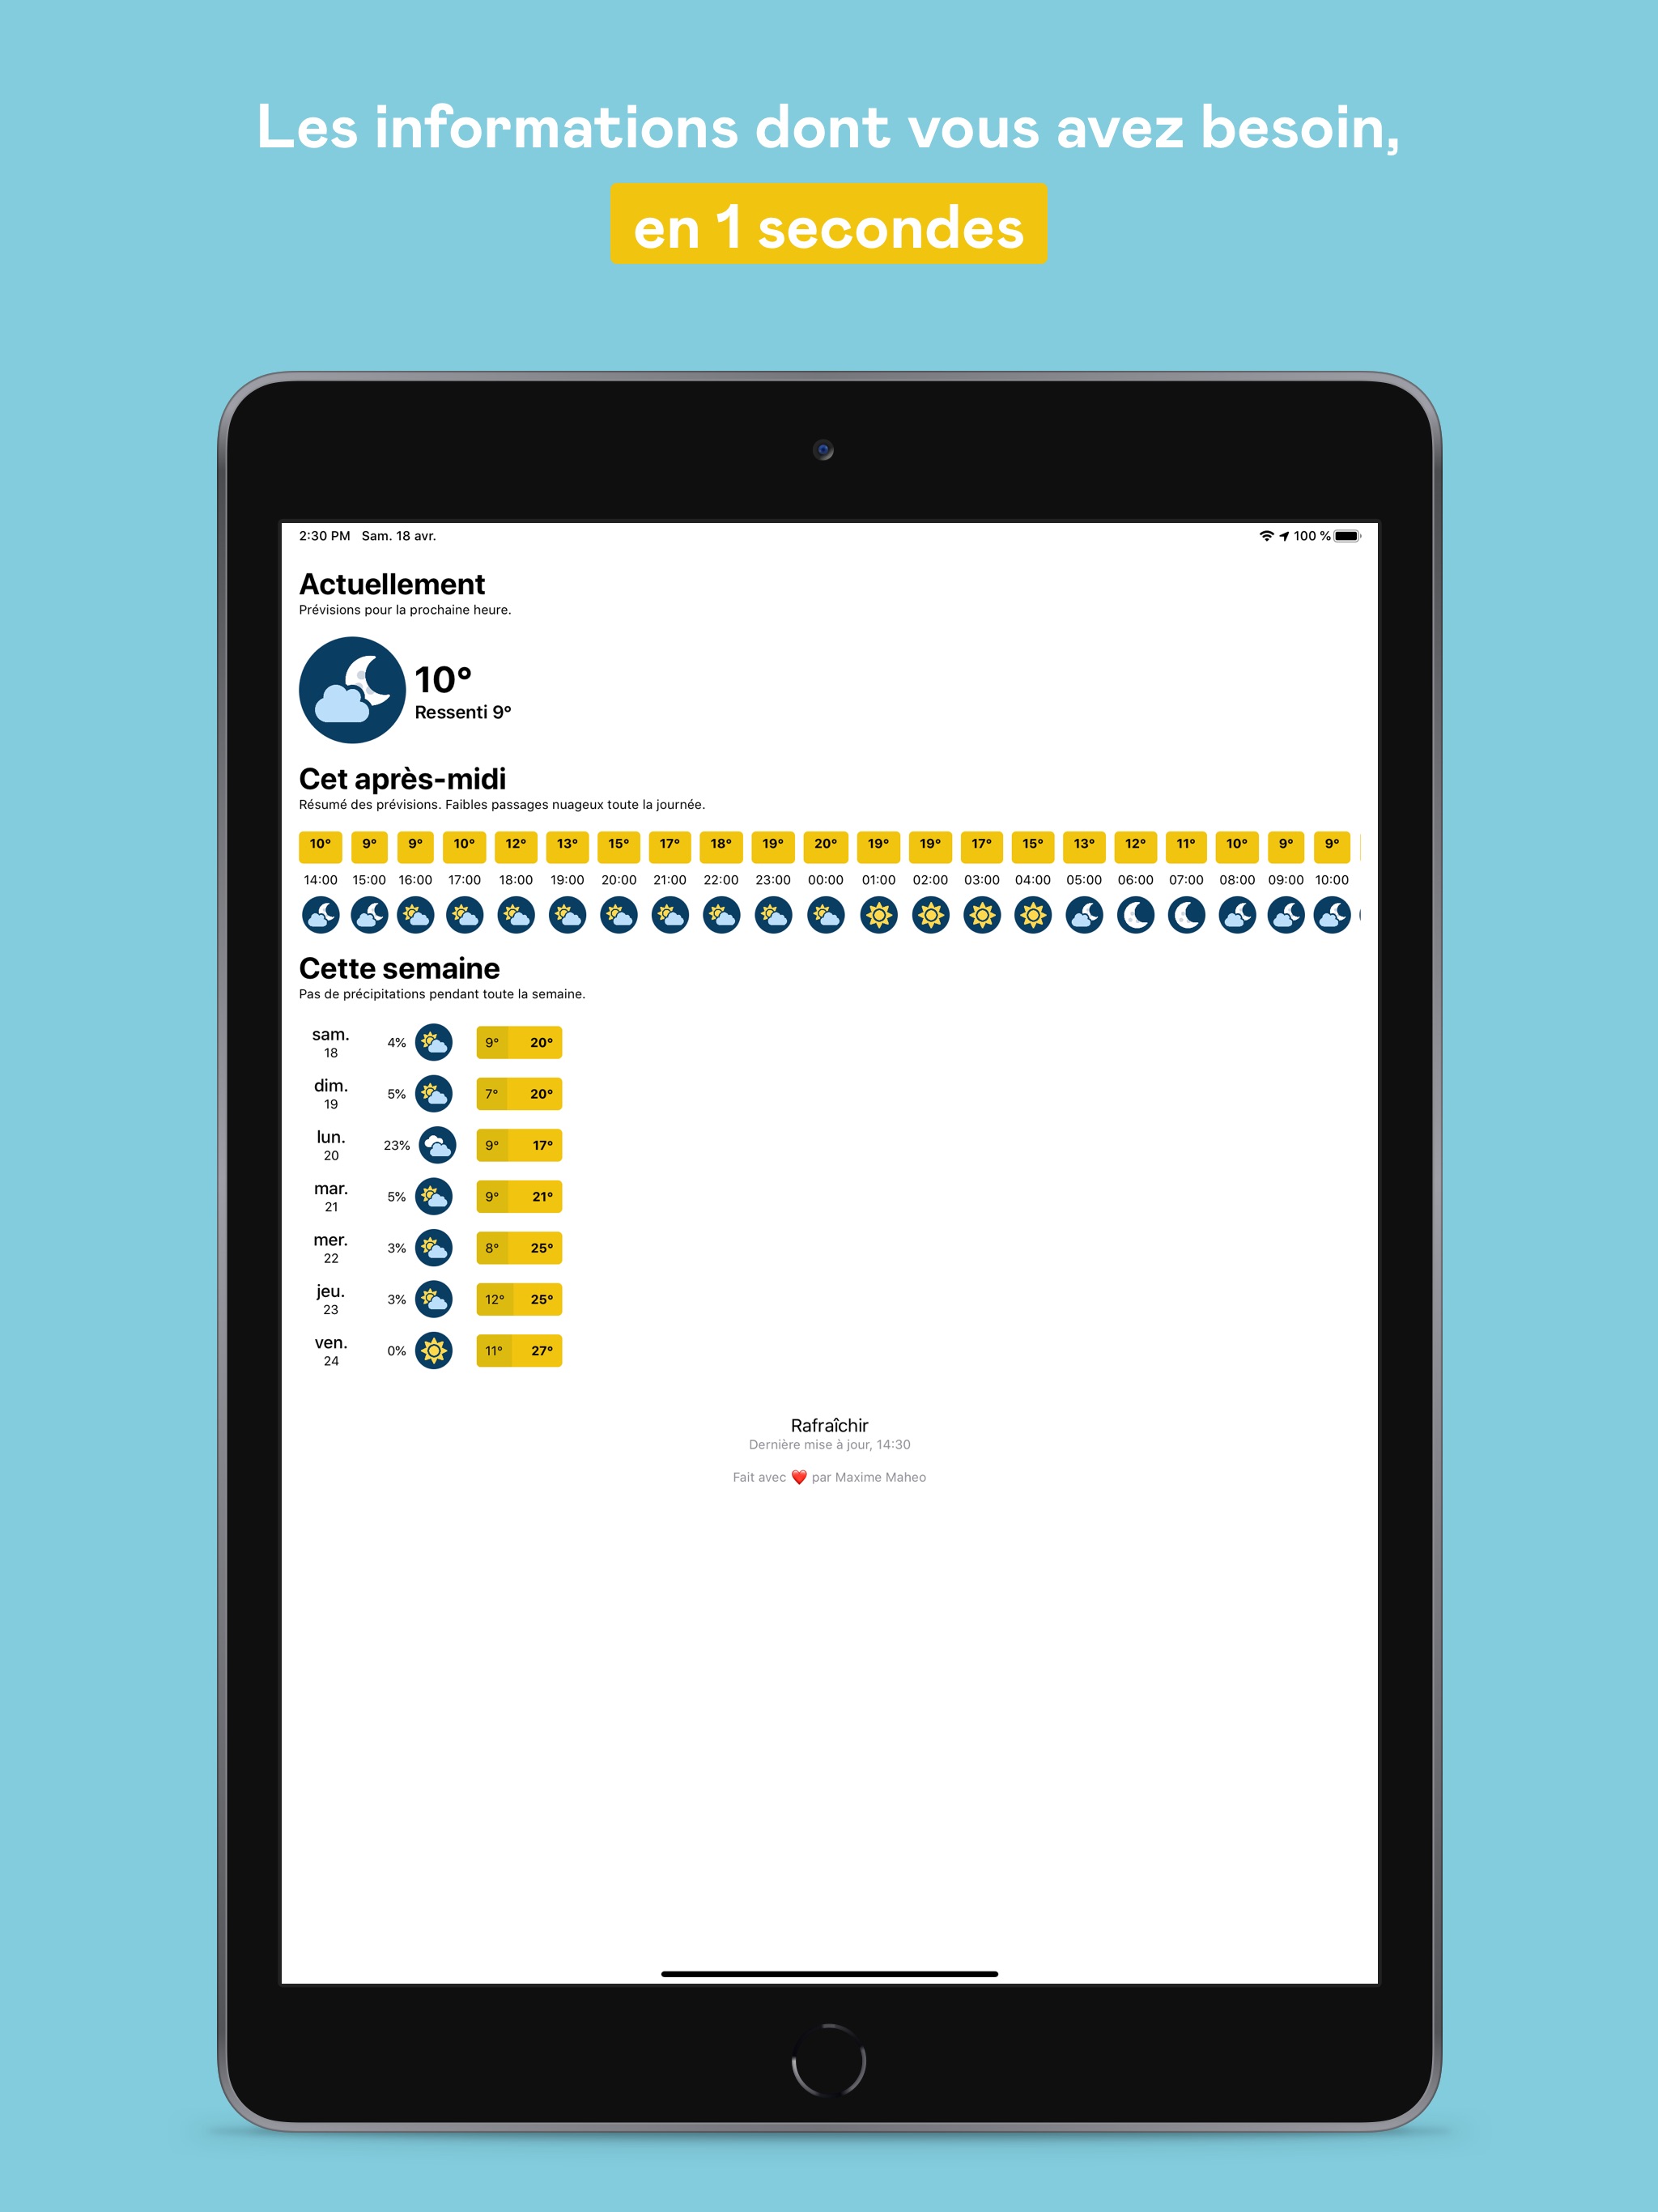 Les informations dont vous avez besoin,
en 1 secondes
2:30 PM Sam. 18 avr. 100 %
Actuellement
Prévisions pour la prochaine heure.
10°
Ressenti 9°
Cet après-midi
Résumé des prévisions. Faibles passages nuageux toute la journée.
10° 9° 9° 10° 12° 13° 15° 17° 18° 19° 20° 19° 19° 17° 15° 13° 12° 11° 10° 9° 9°
14:00 15:00 16:00 17:00 18:00 19:00 20:00 21:00 22:00 23:00 00:00 01:00 02:00 03:00 04:00 05:00 06:00 07:00 08:00 09:00 10:00
Cette semaine
Pas de précipitations pendant toute la semaine.
sam.
18
4% 9° 20°
dim.
19
5% 7° 20°
lun.
20
23% 9° 17°
mar.
21
5% 9° 21°
mer.
22
3% 8° 25°
jeu.
23
3% 12° 25°
ven.
24
0% 11° 27°
Rafraîchir
Dernière mise à jour, 14:30
Fait avec ❤️ par Maxime Maheo